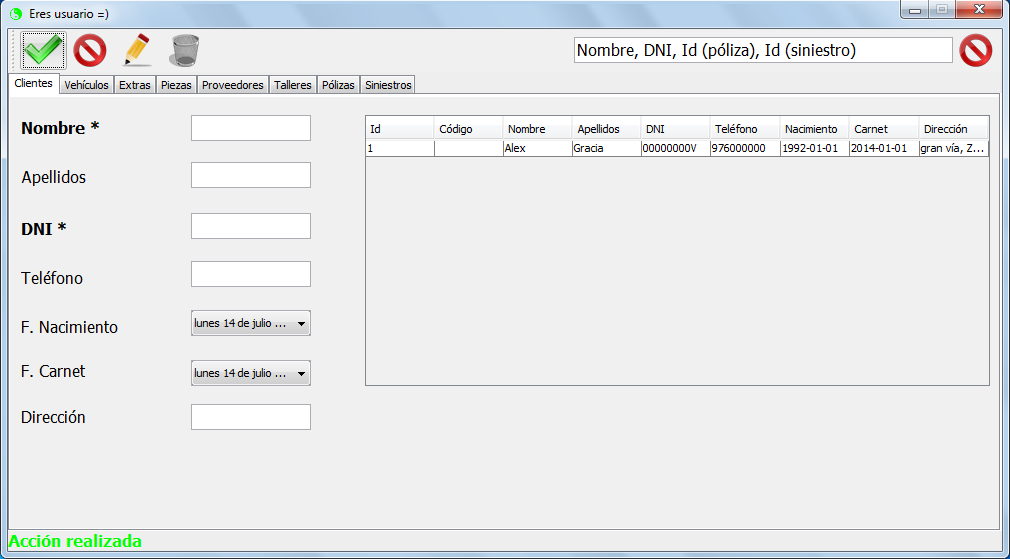 Eres usuario =)
Nombre, DNI, Id (póliza), Id (siniestro)
Clientes Vehículos Extras Piezas Proveedores Talleres Pólizas Siniestros
Nombre *
Apellidos
DNI *
Teléfono
F. Nacimiento lunes 14 de julio ...
F. Carnet lunes 14 de julio ...
Dirección
Id Código Nombre Apellidos DNI Teléfono Nacimiento Carnet Dirección
1 Alex Gracia 00000000V 976000000 1992-01-01 2014-01-01 gran vía, Z...
Acción realizada